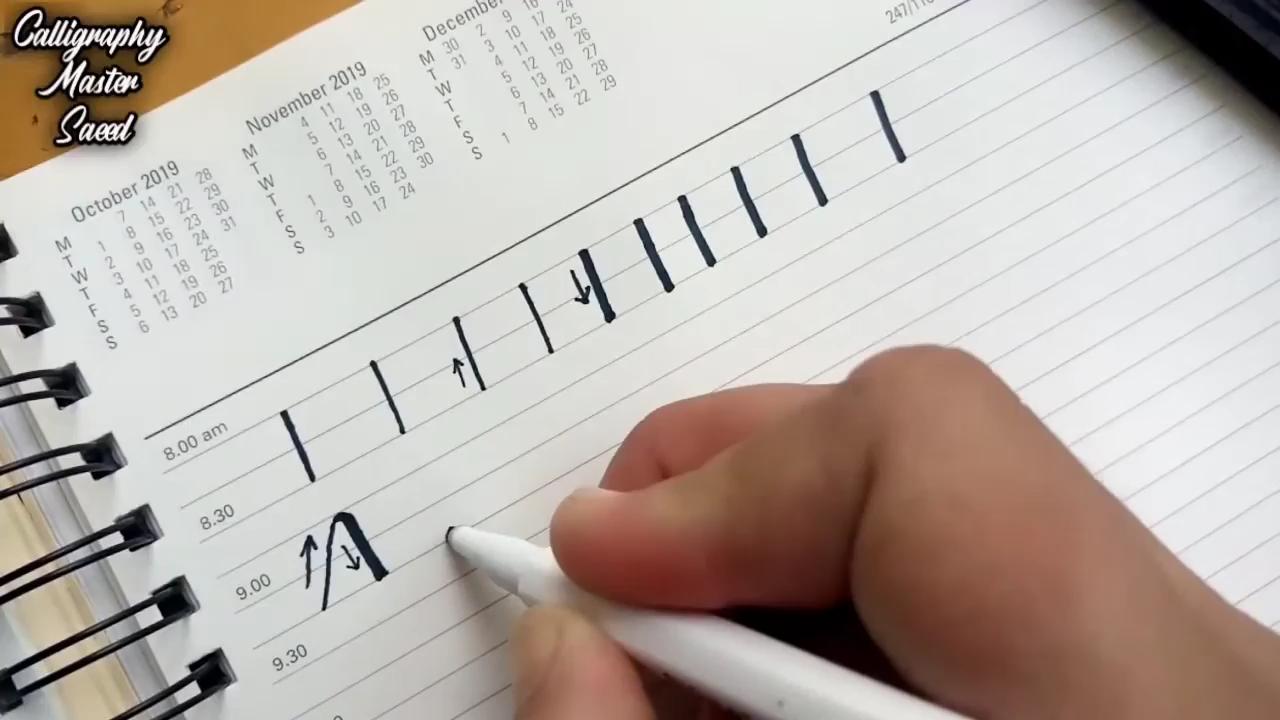 Calligraphy
Master
Saeed
October 2019
M 7 14 21 28
T 1 8 15 22 29
W 2 9 16 23 30
T 3 10 17 24 31
F 4 11 18 25
S 5 12 19 26
S 6 13 20 27
November 2019
M 4 11 18 25
T 5 12 19 26
W 6 13 20 27
T 7 14 21 28
F 1 8 15 22 29
S 2 9 16 23 30
S 3 10 17 24
December
M 30 2 9 16
T 31 3 10 17 24
W 4 11 18 25
T 5 12 19 26
F 6 13 20 27
S 7 14 21 28
S 1 8 15 22 29
8.00 am
8.30
9.00
9.30